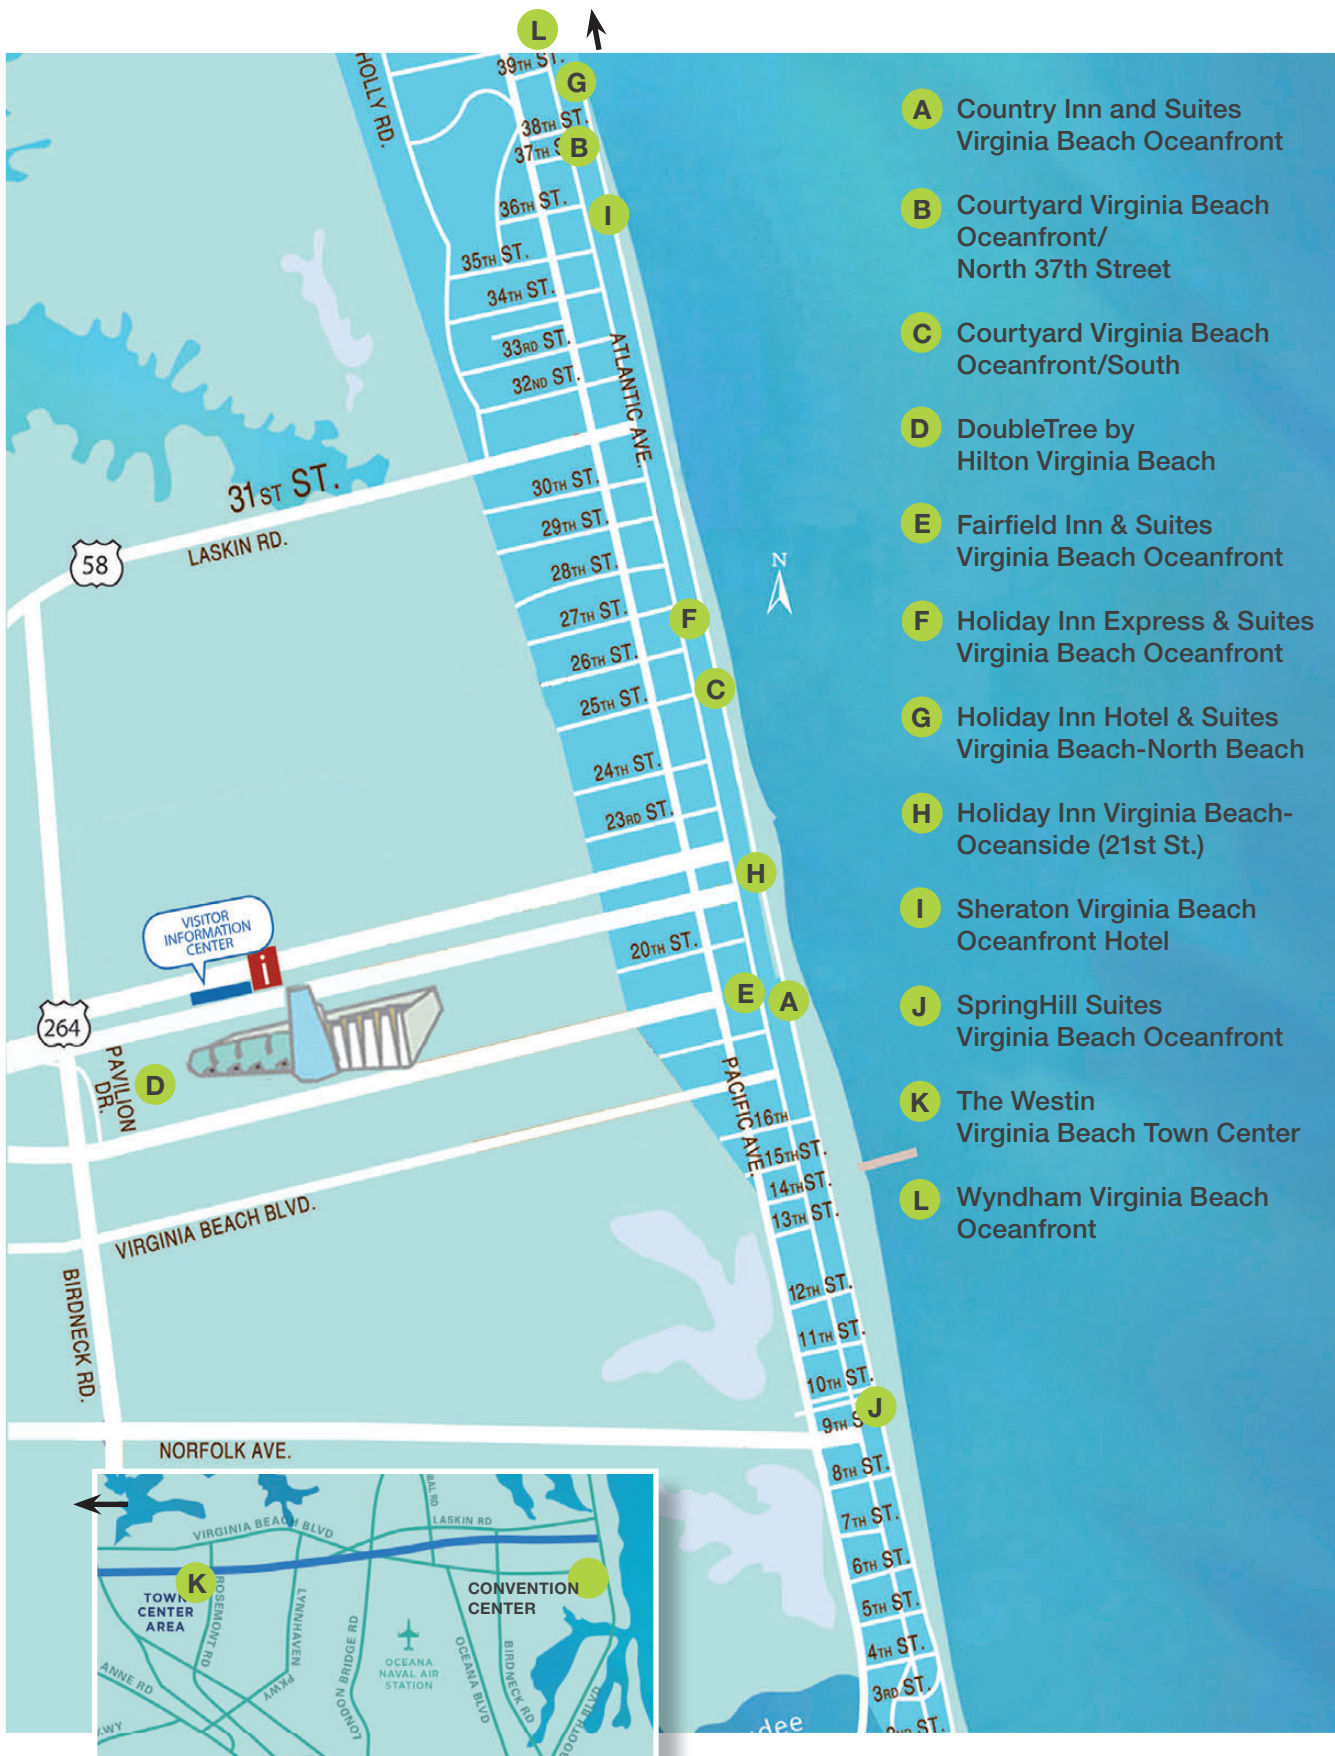 L
39TH ST.
G
HOLLY RD.
38TH ST.
37TH S
B
36TH ST.
I
35TH ST.
34TH ST.
33RD ST.
ATLANTIC AVE.
32ND ST.
31ST ST.
LASKIN RD.
58
30TH ST.
29TH ST.
28TH ST.
N
27TH ST.
F
26TH ST.
C
25TH ST.
24TH ST.
23RD ST.
H
VISITOR
INFORMATION
CENTER
i
20TH ST.
E
A
264
PAVILION
DR.
D
PACIFIC AVE.
16TH
15TH ST.
14TH ST.
13TH ST.
VIRGINIA BEACH BLVD.
BIRDNECK RD.
12TH ST.
11TH ST.
10TH ST.
9TH S
J
NORFOLK AVE.
8TH ST.
7TH ST.
6TH ST.
5TH ST.
4TH ST.
3RD ST.
2ND ST.
dee
A Country Inn and Suites
Virginia Beach Oceanfront
B Courtyard Virginia Beach
Oceanfront/
North 37th Street
C Courtyard Virginia Beach
Oceanfront/South
D DoubleTree by
Hilton Virginia Beach
E Fairfield Inn & Suites
Virginia Beach Oceanfront
F Holiday Inn Express & Suites
Virginia Beach Oceanfront
G Holiday Inn Hotel & Suites
Virginia Beach-North Beach
H Holiday Inn Virginia Beach-
Oceanside (21st St.)
I Sheraton Virginia Beach
Oceanfront Hotel
J SpringHill Suites
Virginia Beach Oceanfront
K The Westin
Virginia Beach Town Center
L Wyndham Virginia Beach
Oceanfront
VIRGINIA BEACH BLVD
LASKIN RD
K
TOWN
CENTER
AREA
ROSEMONT RD
LYNNHAVEN
PKWY
LONDON BRIDGE RD
OCEANA
NAVAL AIR
STATION
OCEANA BLVD
BIRDNECK RD
CONVENTION
CENTER
ANNE RD
BOOTH BLVD